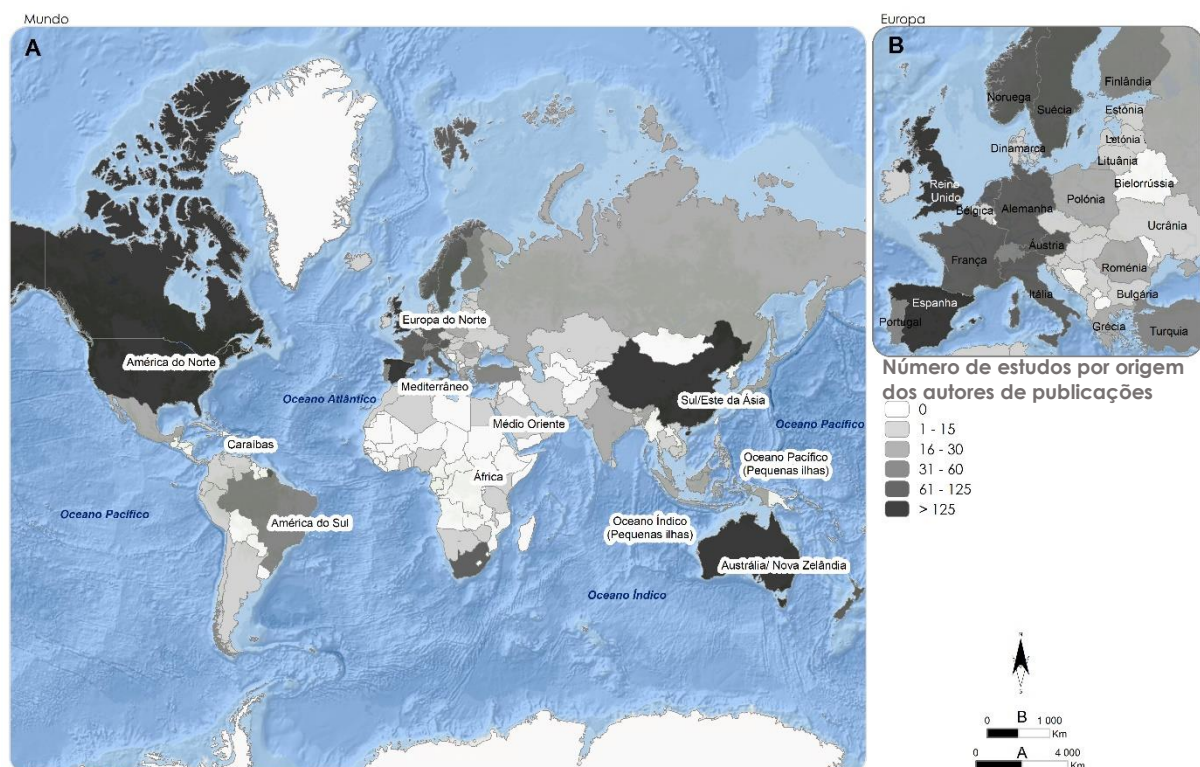 Mundo
A
América do Norte
Oceano Atlântico
Europa do Norte
Mediterrâneo
Sul/Este da Ásia
Médio Oriente
Oceano Pacífico
Caraíbas
África
Oceano Pacífico
(Pequenas ilhas)
Oceano Pacífico
América do Sul
Oceano Índico
(Pequenas ilhas)
Austrália/ Nova Zelândia
Oceano Índico
Europa
B
Finlândia
Noruega
Suécia
Estónia
Letónia
Dinamarca
Lituânia
Bielorrússia
Reino
Unido
Bélgica
Alemanha
Polónia
Ucrânia
Áustria
França
Roménia
Espanha
Itália
Bulgária
Portugal
Grécia
Turquia
Número de estudos por origem
dos autores de publicações
0
1 - 15
16 - 30
31 - 60
61 - 125
> 125
N
S
0 B 1 000
Km
0 A 4 000
Km